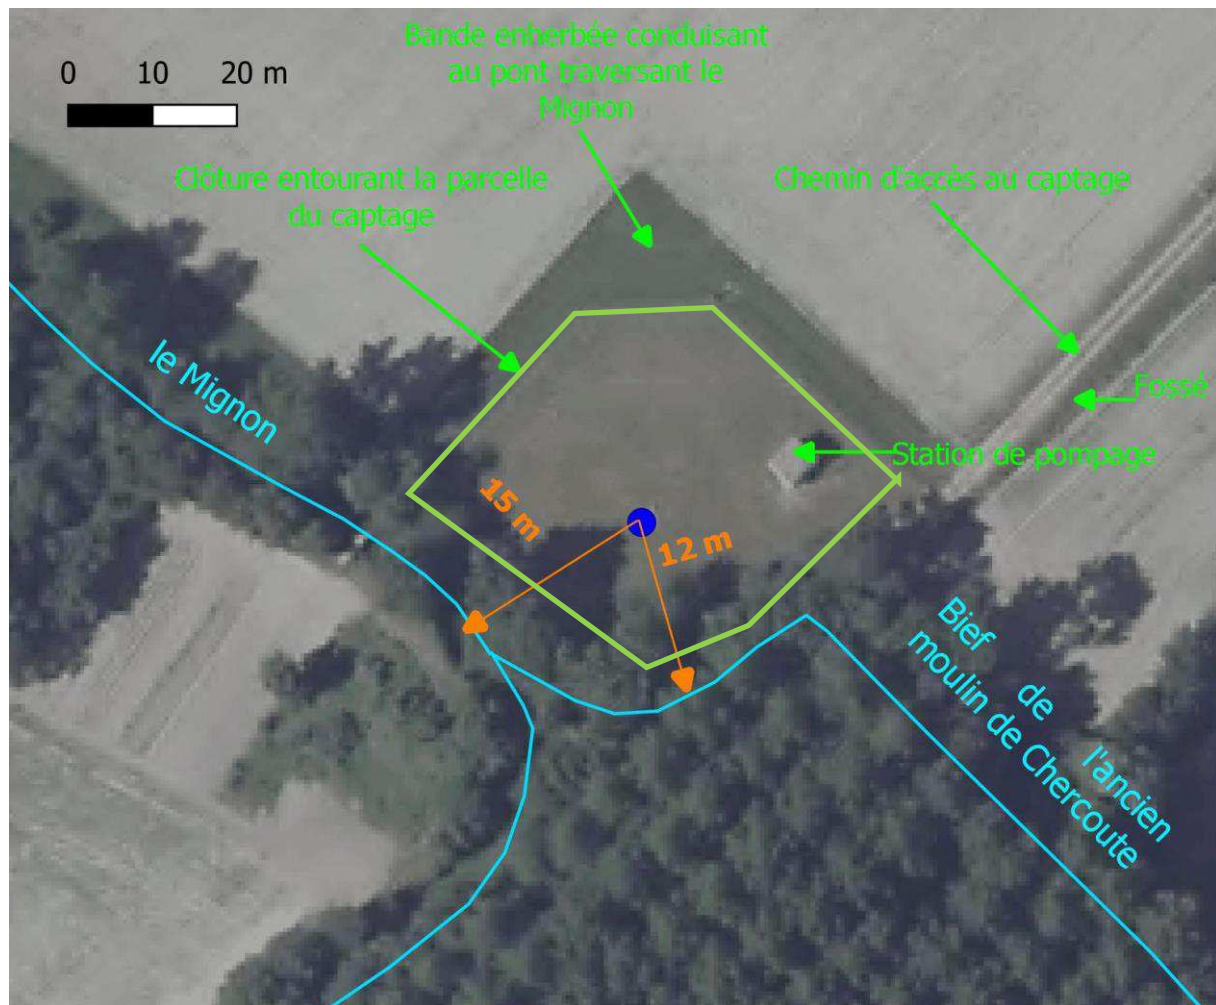 Bande enherbée conduisant
au pont traversant le
Mignon
0 10 20 m
Clôture entourant la parcelle
du captage
Chemin d'accès au captage
le Mignon
Fossé
Station de pompage
15 m
12 m
Bief de l'ancien
moulin de Chercoute